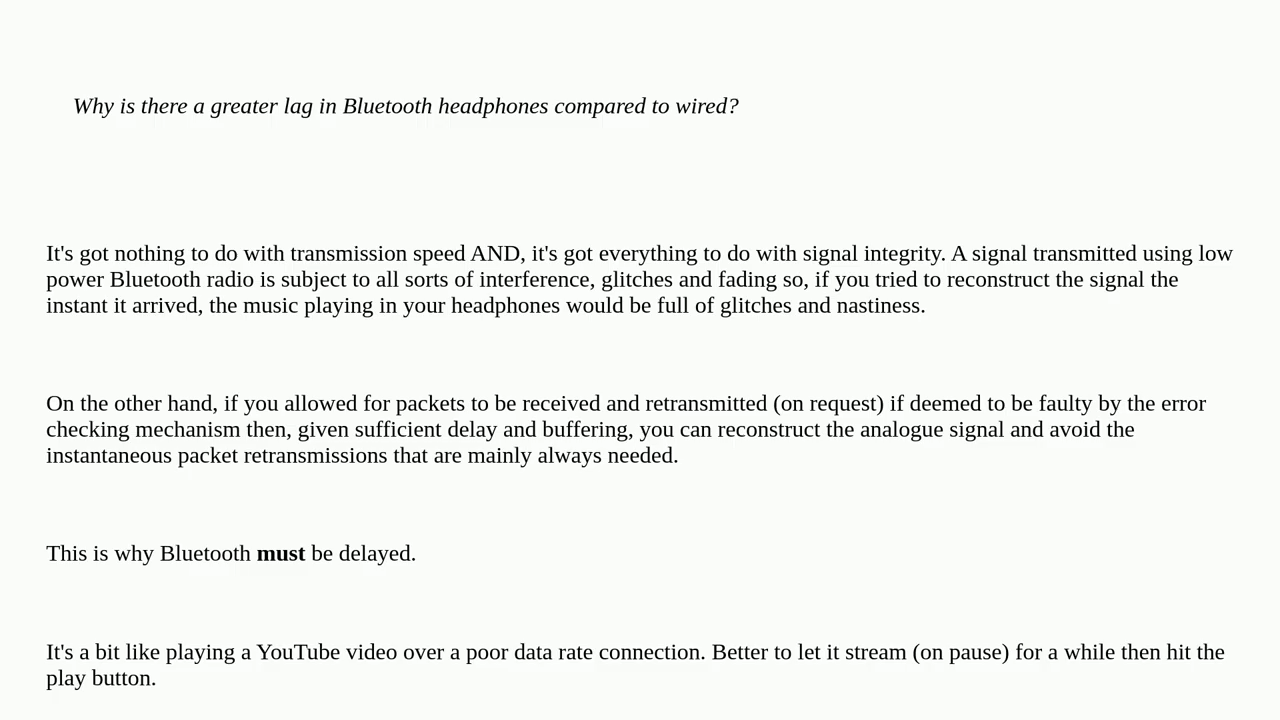 Why is there a greater lag in Bluetooth headphones compared to wired?
It's got nothing to do with transmission speed AND, it's got everything to do with signal integrity. A signal transmitted using low
power Bluetooth radio is subject to all sorts of interference, glitches and fading so, if you tried to reconstruct the signal the
instant it arrived, the music playing in your headphones would be full of glitches and nastiness.
On the other hand, if you allowed for packets to be received and retransmitted (on request) if deemed to be faulty by the error
checking mechanism then, given sufficient delay and buffering, you can reconstruct the analogue signal and avoid the
instantaneous packet retransmissions that are mainly always needed.
This is why Bluetooth must be delayed.
It's a bit like playing a YouTube video over a poor data rate connection. Better to let it stream (on pause) for a while then hit the
play button.